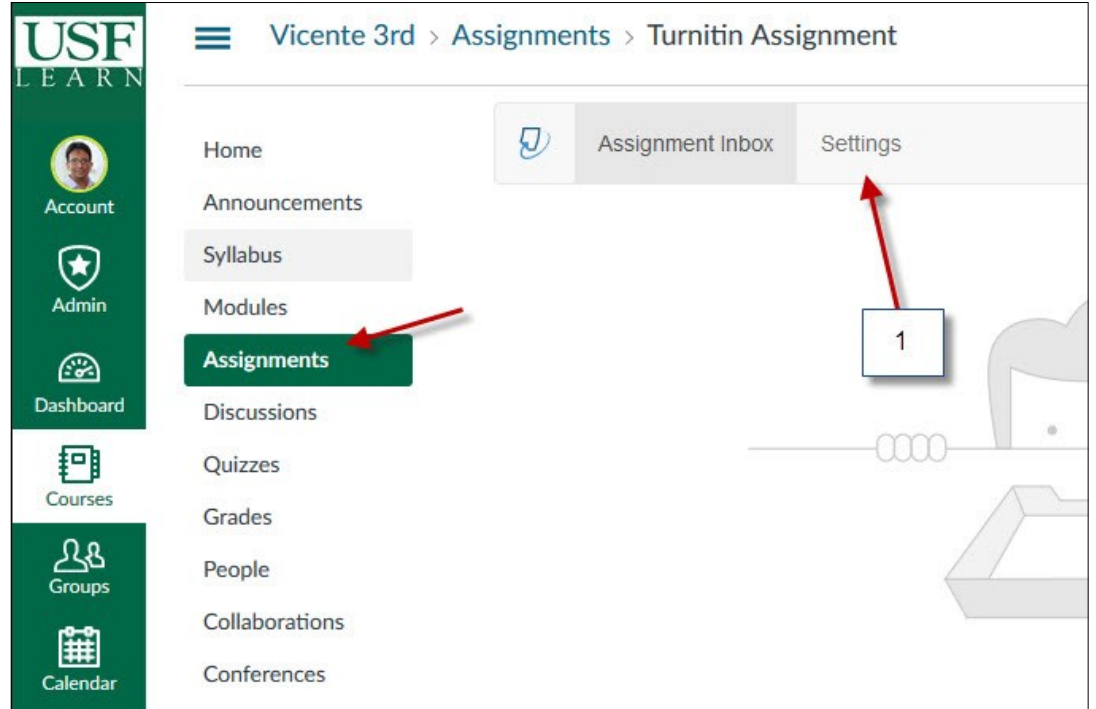 USF
LEARN
Account
Admin
Dashboard
Courses
Groups
Calendar
Vicente 3rd > Assignments > Turnitin Assignment
Home
Announcements
Syllabus
Modules
Assignments
Discussions
Quizzes
Grades
People
Collaborations
Conferences
Assignment Inbox Settings
1